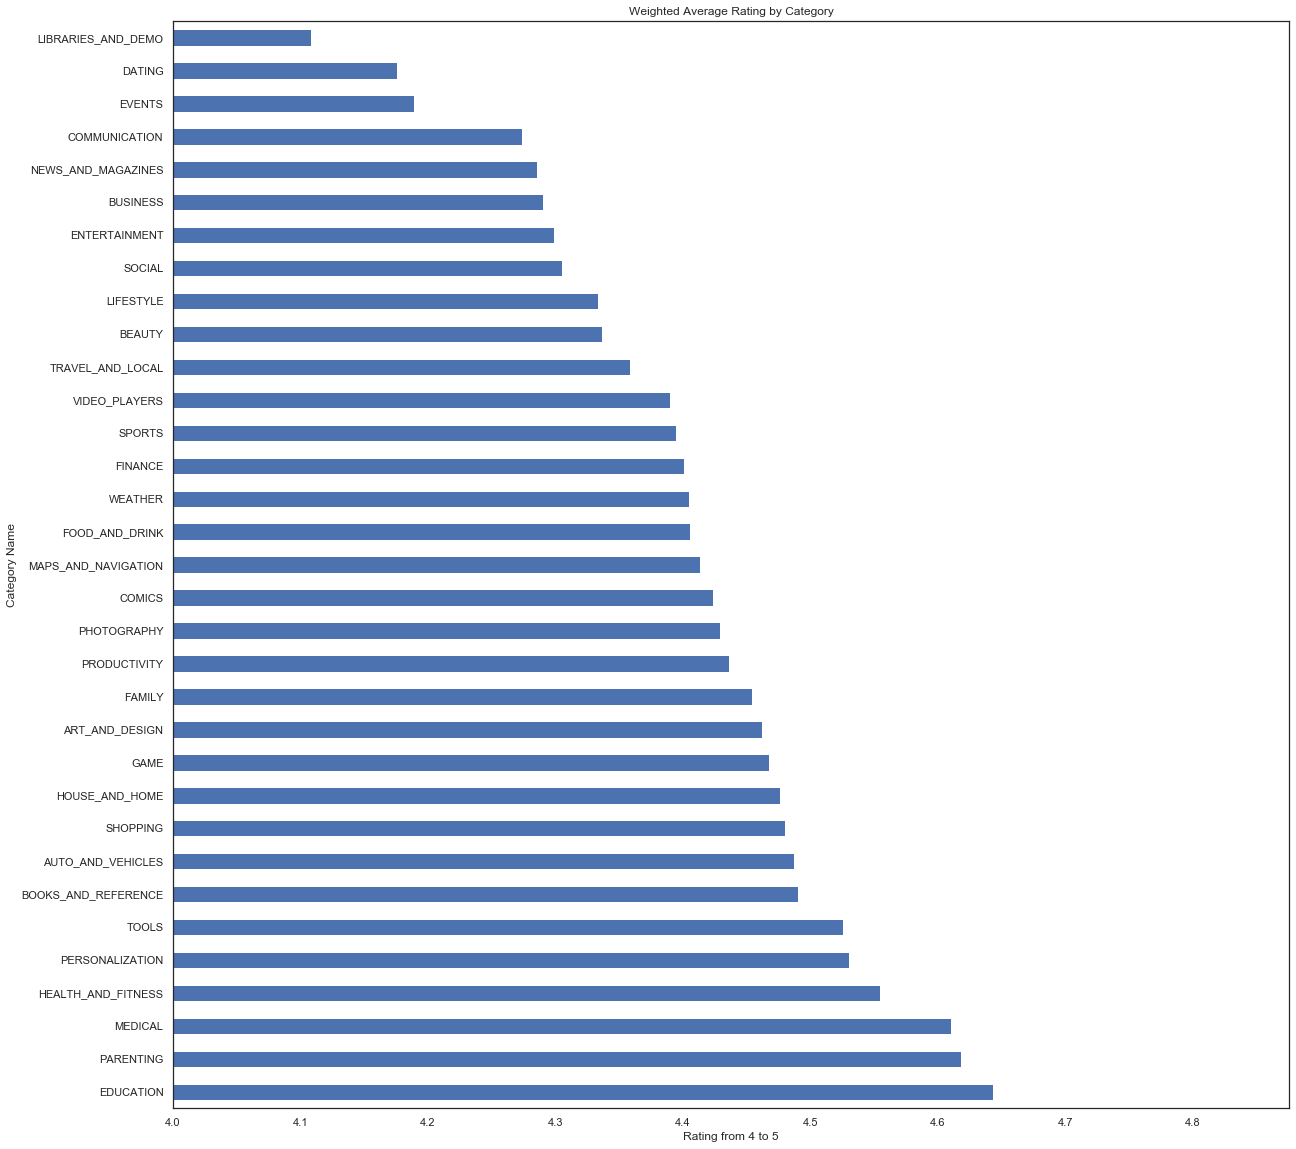 Weighted Average Rating by Category
Category Name
LIBRARIES_AND_DEMO
DATING
EVENTS
COMMUNICATION
NEWS_AND_MAGAZINES
BUSINESS
ENTERTAINMENT
SOCIAL
LIFESTYLE
BEAUTY
TRAVEL_AND_LOCAL
VIDEO_PLAYERS
SPORTS
FINANCE
WEATHER
FOOD_AND_DRINK
MAPS_AND_NAVIGATION
COMICS
PHOTOGRAPHY
PRODUCTIVITY
FAMILY
ART_AND_DESIGN
GAME
HOUSE_AND_HOME
SHOPPING
AUTO_AND_VEHICLES
BOOKS_AND_REFERENCE
TOOLS
PERSONALIZATION
HEALTH_AND_FITNESS
MEDICAL
PARENTING
EDUCATION
4.0 4.1 4.2 4.3 4.4 4.5 4.6 4.7 4.8
Rating from 4 to 5